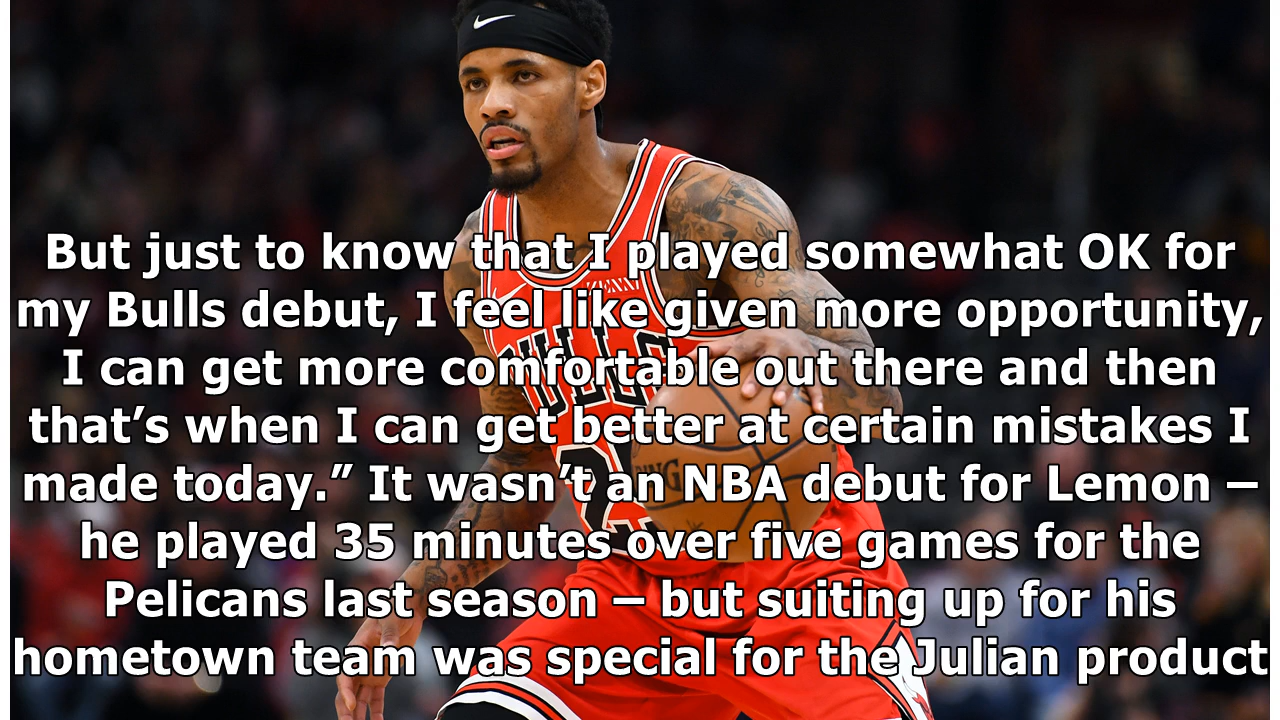 But just to know that I played somewhat OK for
my Bulls debut, I feel like given more opportunity,
I can get more comfortable out there and then
that’s when I can get better at certain mistakes I
made today.” It wasn’t an NBA debut for Lemon –
he played 35 minutes over five games for the
Pelicans last season – but suiting up for his
hometown team was special for the Julian product